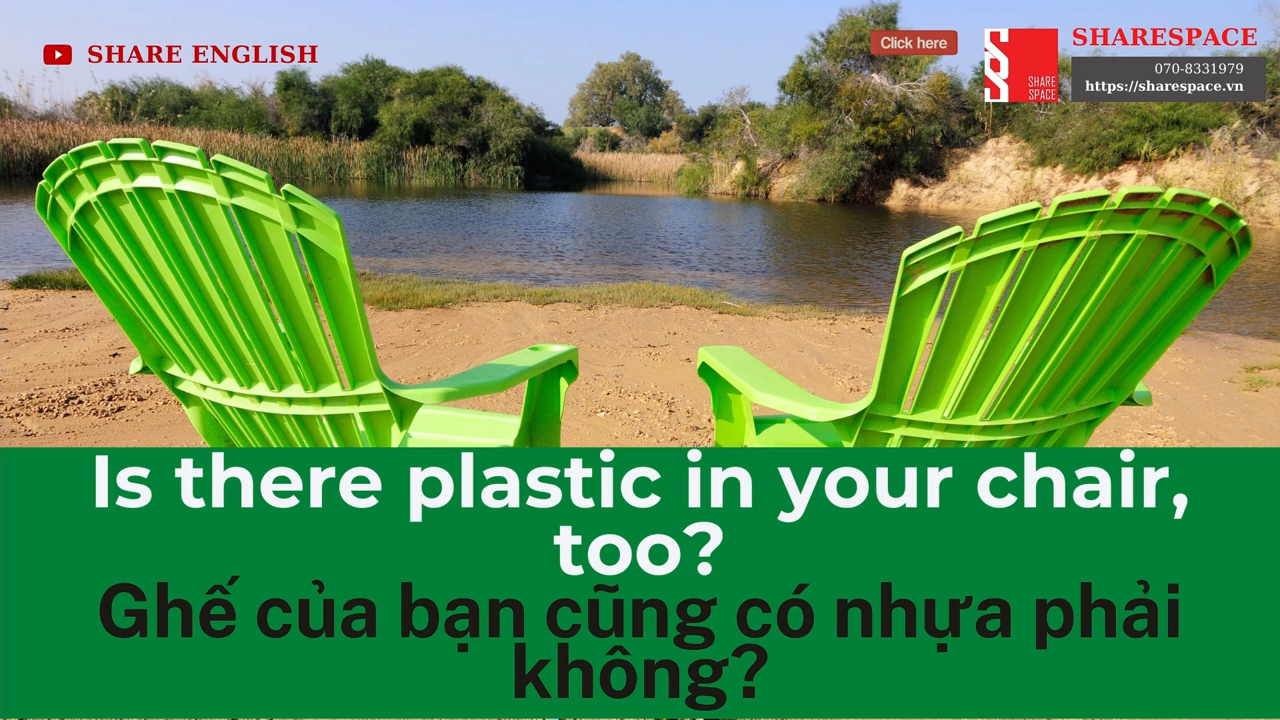 SHARE ENGLISH
Click here
SHARE
SPACE
SHARESPACE
070-8331979
https://sharespace.vn
Is there plastic in your chair,
too?
Ghế của bạn cũng có nhựa phải
không?